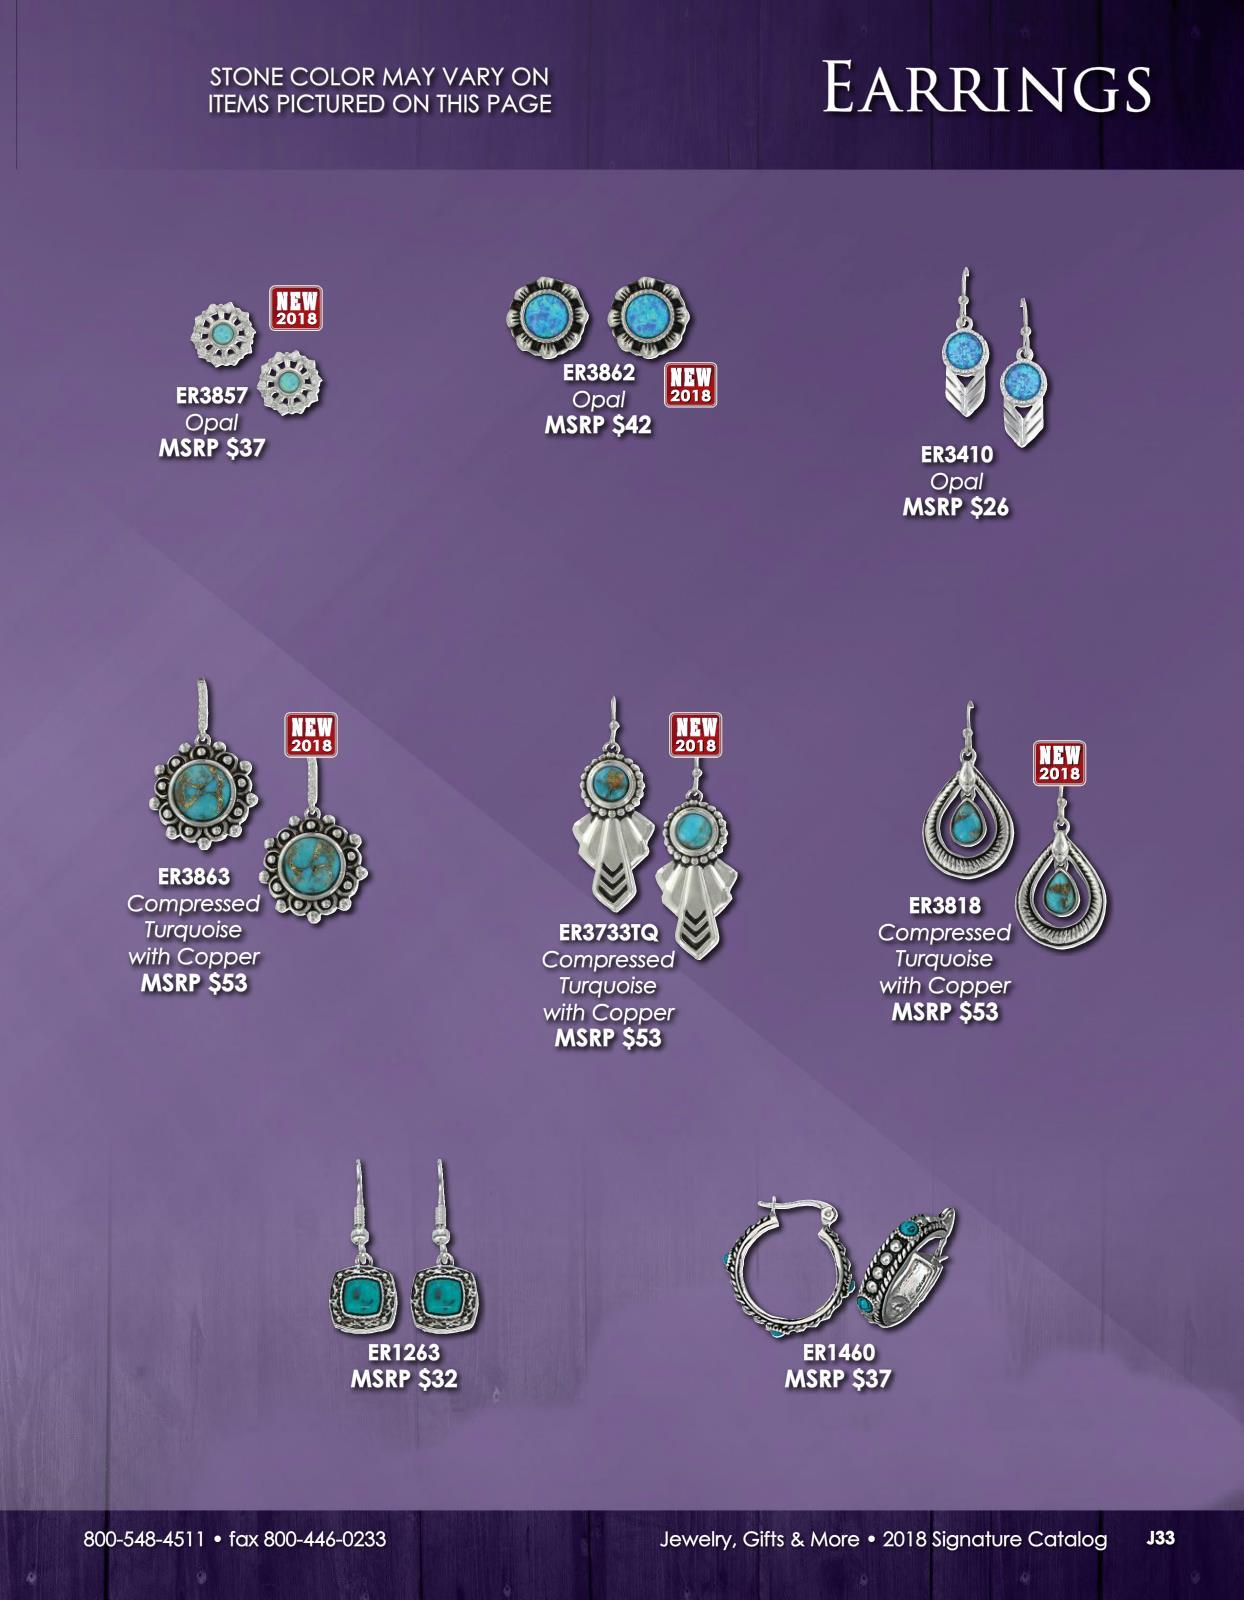 STONE COLOR MAY VARY ON
ITEMS PICTURED ON THIS PAGE
EARRINGS
NEW
2018
ER3857
Opal
MSRP $37
ER3862
Opal
MSRP $42
NEW
2018
ER3410
Opal
MSRP $26
NEW
2018
ER3863
Compressed
Turquoise
with Copper
MSRP $53
NEW
2018
ER3733TQ
Compressed
Turquoise
with Copper
MSRP $53
NEW
2018
ER3818
Compressed
Turquoise
with Copper
MSRP $53
ER1263
MSRP $32
ER1460
MSRP $37
800-548-4511 • fax 800-446-0233
Jewelry, Gifts & More • 2018 Signature Catalog J33